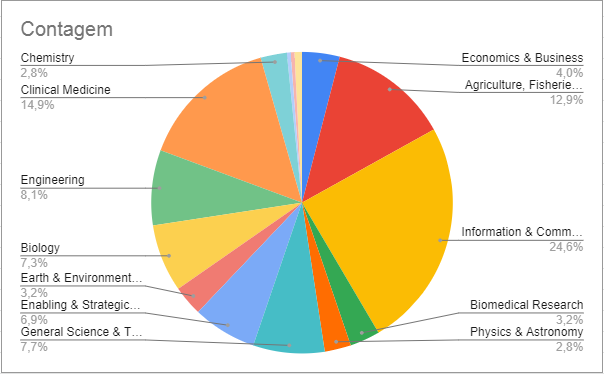 Contagem
Chemistry
2,8%
Clinical Medicine
14,9%
Engineering
8,1%
Biology
7,3%
Earth & Environment…
3,2%
Enabling & Strategic…
6,9%
General Science & T…
7,7%
Economics & Business
4,0%
Agriculture, Fisherie…
12,9%
Information & Comm…
24,6%
Biomedical Research
3,2%
Physics & Astronomy
2,8%